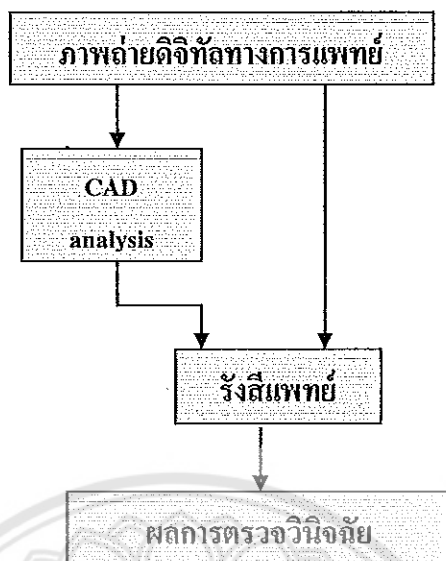 ภาพถ่ายดิจิทัลทางการแพทย์
CAD
analysis
รังสีแพทย์
ผลการตรวจวินิจฉัย